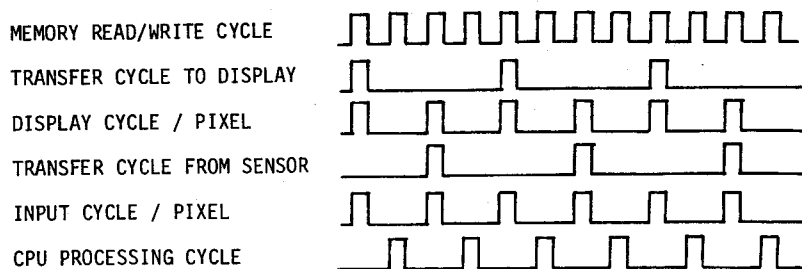 MEMORY READ/WRITE CYCLE
TRANSFER CYCLE TO DISPLAY
DISPLAY CYCLE / PIXEL
TRANSFER CYCLE FROM SENSOR
INPUT CYCLE / PIXEL
CPU PROCESSING CYCLE